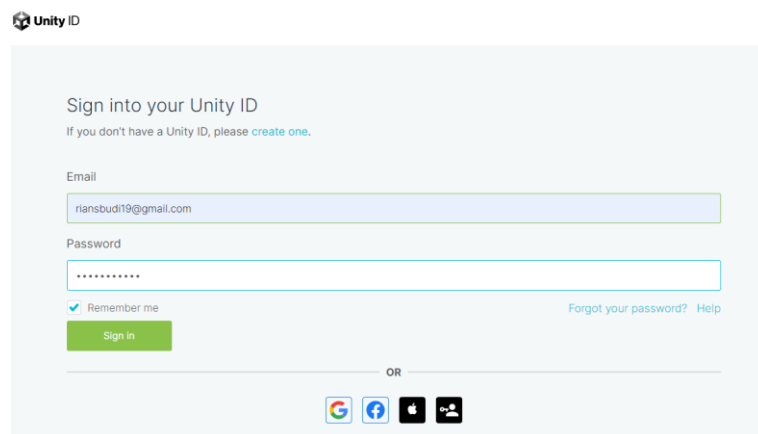 Unity ID
Sign into your Unity ID
If you don't have a Unity ID, please create one.
Email
riansbudi19@gmail.com
Password
•••••••••••
Remember me
Forgot your password? Help
Sign in
OR